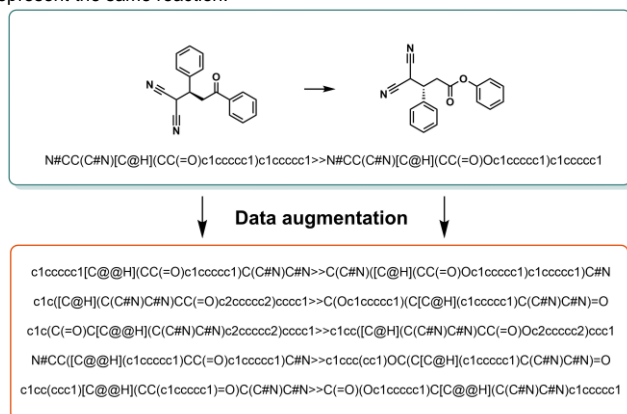 epresent the same reaction.
N
N
O
N
N
O
O
N#CC(C#N)[C@H](CC(=O)c1ccccc1)c1ccccc1>>N#CC(C#N)[C@H](CC(=O)Oc1ccccc1)c1ccccc1
Data augmentation
c1ccccc1[C@@H](CC(=O)c1ccccc1)C(C#N)C#N>>C(C#N)([C@H](CC(=O)Oc1ccccc1)c1ccccc1)C#N
c1c([C@H](C(C#N)C#N)CC(=O)c2ccccc2)cccc1>>C(Oc1ccccc1)(C[C@H](c1ccccc1)C(C#N)C#N)=O
c1c(C(=O)C[C@@H](C(C#N)C#N)c2ccccc2)cccc1>>c1cc([C@H](C(C#N)C#N)CC(=O)Oc2ccccc2)ccc1
N#CC([C@@H](c1ccccc1)CC(=O)c1ccccc1)C#N>>c1ccc(cc1)OC(C[C@H](c1ccccc1)C(C#N)C#N)=O
c1cc(ccc1)[C@@H](CC(c1ccccc1)=O)C(C#N)C#N>>C(=O)(Oc1ccccc1)C[C@@H](C(C#N)C#N)c1ccccc1